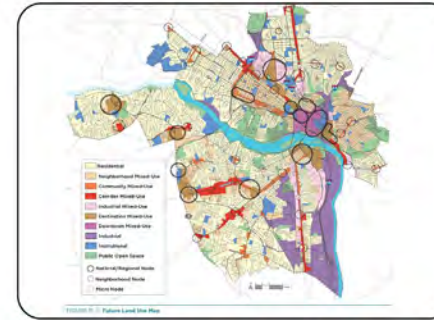 Residential
Neighborhood Mixed-Use
Community Mixed-Use
Corridor Mixed-Use
Industrial Mixed-Use
Destination Mixed-Use
Downtown Mixed-Use
Industrial
Institutional
Public Open Space
National/Regional Node
Neighborhood Node
Micro Node
Future Land Use Map